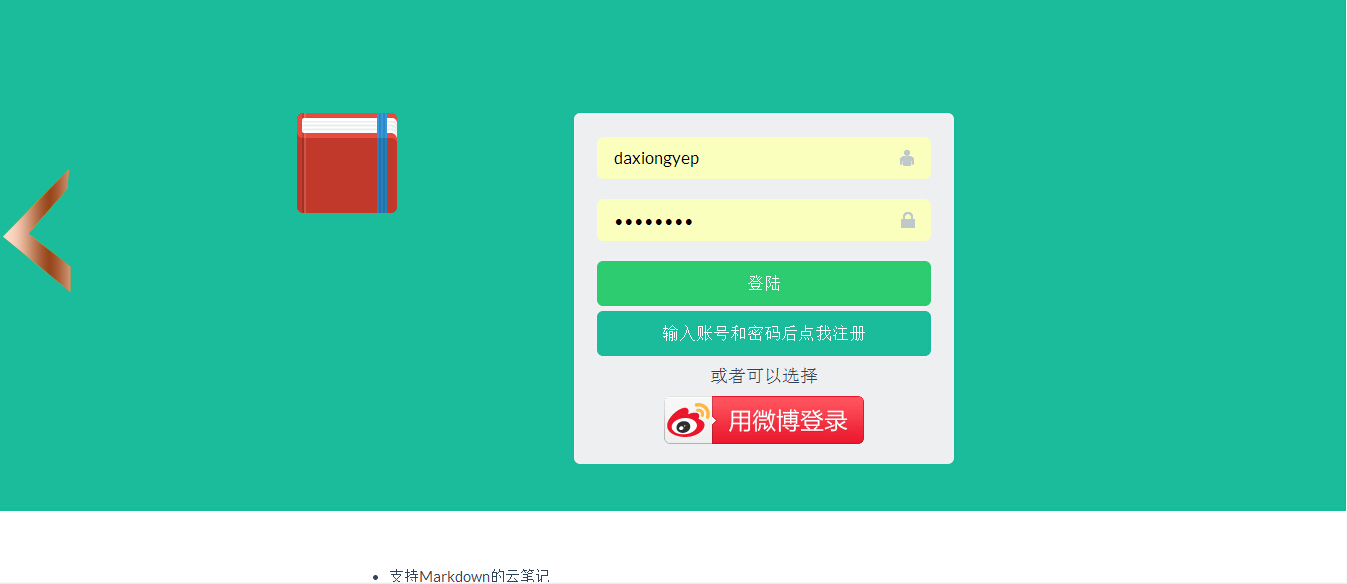 daxiongyep
••••••••
登陆
输入账号和密码后点我注册
或者可以选择
用微博登录
支持Markdown的云笔记